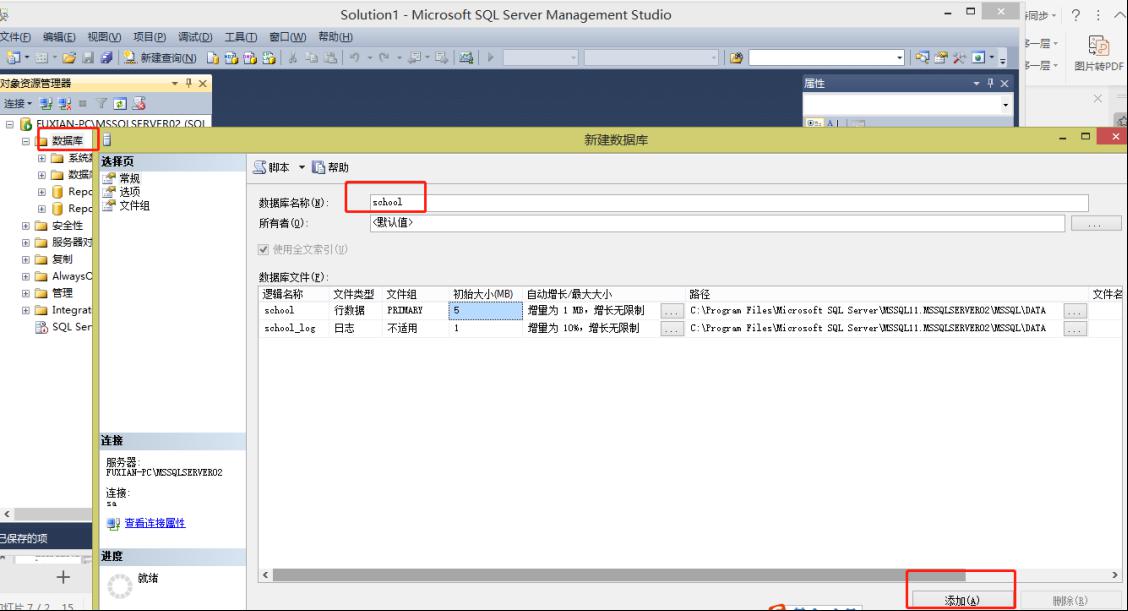 Solution1 - Microsoft SQL Server Management Studio
文件(F) 编辑(E) 视图(V) 项目(P) 调试(D) 工具(T) 窗口(W) 帮助(H)
同步
新建查询(N)
图片转PDF
对象资源管理器
属性
连接
FUXIAN-PC\MSSQLSERVER02 (SQL
数据库
新建数据库
系统数
数据库
Repo
Repo
安全性
服务器对
复制
AlwaysO
管理
Integrat
SQL Ser
选择页
常规
选项
文件组
脚本 帮助
数据库名称(N): school
所有者(O): <默认值> ...
使用全文索引(U)
数据库文件(F):
逻辑名称 文件类型 文件组 初始大小(MB) 自动增长/最大大小 路径 文件名
school 行数据 PRIMARY 5 增量为 1 MB，增长无限制 ... C:\Program Files\Microsoft SQL Server\MSSQL11.MSSQLSERVER02\MSSQL\DATA ...
school_log 日志 不适用 1 增量为 10%，增长无限制 ... C:\Program Files\Microsoft SQL Server\MSSQL11.MSSQLSERVER02\MSSQL\DATA ...
连接
服务器:
FUXIAN-PC\MSSQLSERVER02
连接:
sa
查看连接属性
已保存的项
进度
就绪
添加(A) 删除(R)